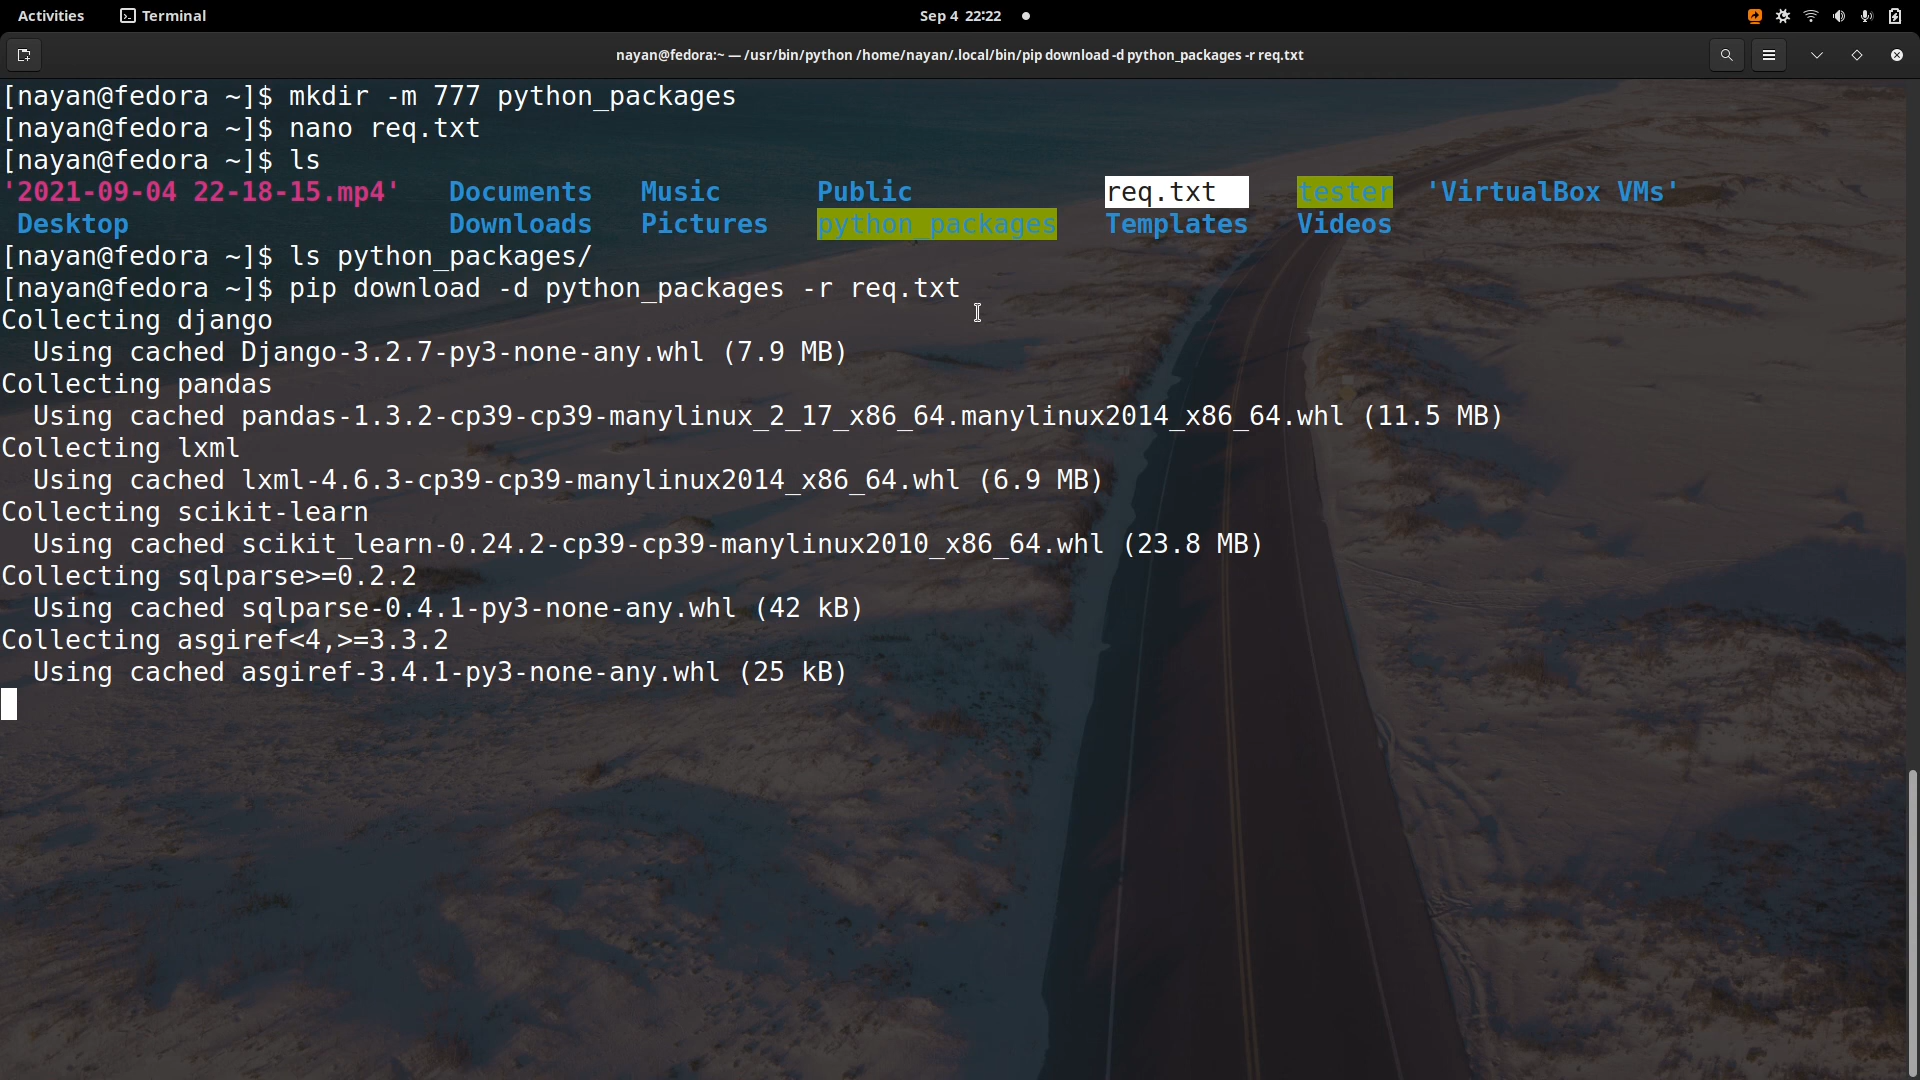 Activities Terminal Sep 4 22:22
nayan@fedora:~ — /usr/bin/python /home/nayan/.local/bin/pip download -d python_packages -r req.txt
[nayan@fedora ~]$ mkdir -m 777 python_packages
[nayan@fedora ~]$ nano req.txt
[nayan@fedora ~]$ ls
'2021-09-04 22-18-15.mp4' Documents Music Public req.txt tester 'VirtualBox VMs'
Desktop Downloads Pictures python_packages Templates Videos
[nayan@fedora ~]$ ls python_packages/
[nayan@fedora ~]$ pip download -d python_packages -r req.txt
Collecting django
  Using cached Django-3.2.7-py3-none-any.whl (7.9 MB)
Collecting pandas
  Using cached pandas-1.3.2-cp39-cp39-manylinux_2_17_x86_64.manylinux2014_x86_64.whl (11.5 MB)
Collecting lxml
  Using cached lxml-4.6.3-cp39-cp39-manylinux2014_x86_64.whl (6.9 MB)
Collecting scikit-learn
  Using cached scikit_learn-0.24.2-cp39-cp39-manylinux2010_x86_64.whl (23.8 MB)
Collecting sqlparse>=0.2.2
  Using cached sqlparse-0.4.1-py3-none-any.whl (42 kB)
Collecting asgiref<4,>=3.3.2
  Using cached asgiref-3.4.1-py3-none-any.whl (25 kB)